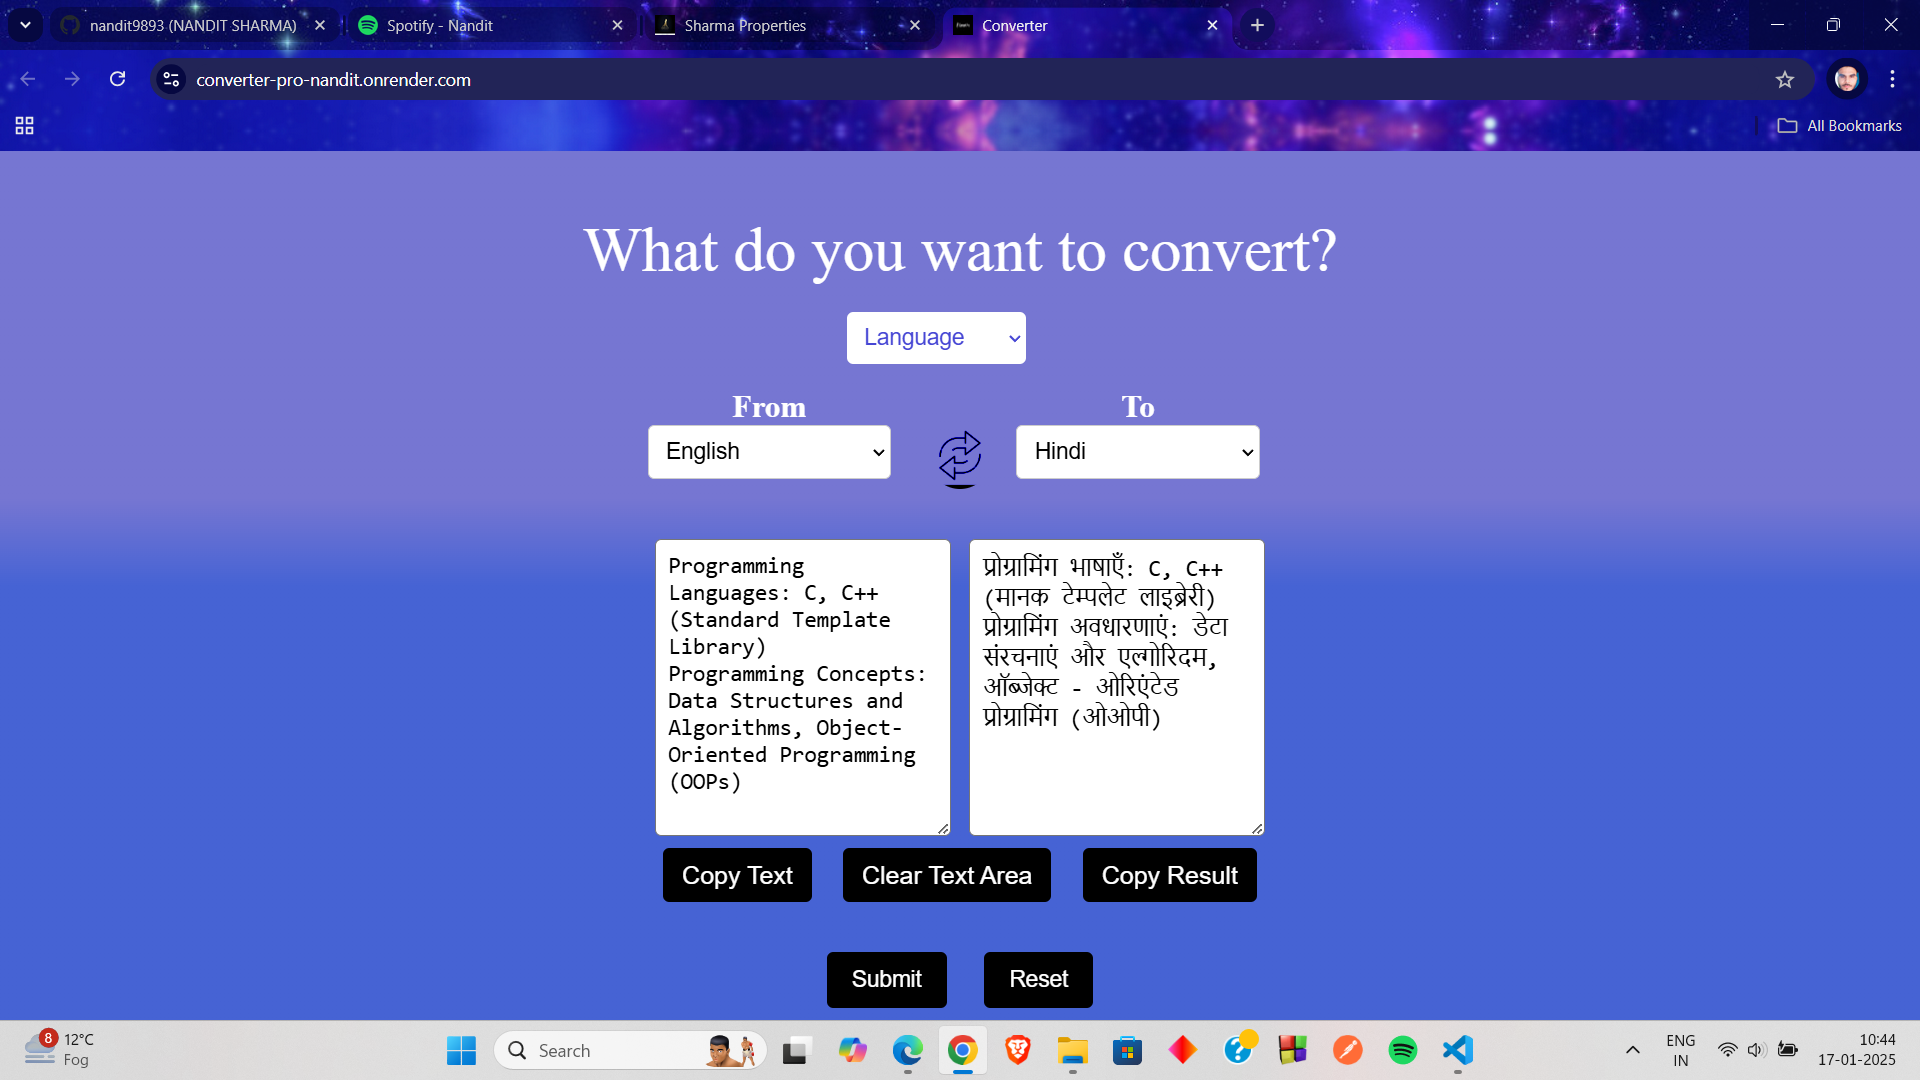 nandit9893 (NANDIT SHARMA)
Spotify - Nandit
Sharma Properties
Converter
converter-pro-nandit.onrender.com
All Bookmarks
What do you want to convert?
Language
From
To
English
Hindi
Programming
Languages: C, C++
(Standard Template
Library)
Programming Concepts:
Data Structures and
Algorithms, Object-
Oriented Programming
(OOPs)
प्रोग्रामिंग भाषाएँ: C, C++
(मानक टेम्पलेट लाइब्रेरी)
प्रोग्रामिंग अवधारणाएं: डेटा
संरचनाएं और एल्गोरिदम,
ऑब्जेक्ट - ओरिएंटेड
प्रोग्रामिंग (ओओपी)
Copy Text
Clear Text Area
Copy Result
Submit
Reset
8
12°C
Fog
Search
ENG
IN
10:44
17-01-2025